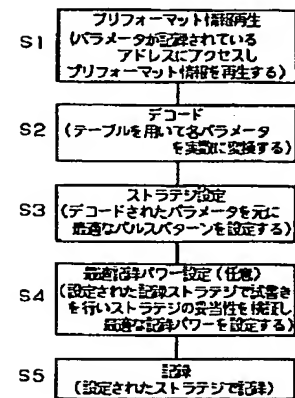 S1
プリフォーマット情報再生
(パラメータが記録されている
アドレスにアクセスし
プリフォーマット情報を再生する)
S2
デコード
(テーブルを用いて各パラメータ
を実数に変換する)
S3
ストラテジ設定
(デコードされたパラメータを元に
最適なパルスパターンを設定する)
S4
最適記録パワー設定(任意)
(設定された記録ストラテジで試書き
を行いストラテジの妥当性を検証し
最適な記録パワーを設定する)
S5
記録
(設定されたストラテジで記録)